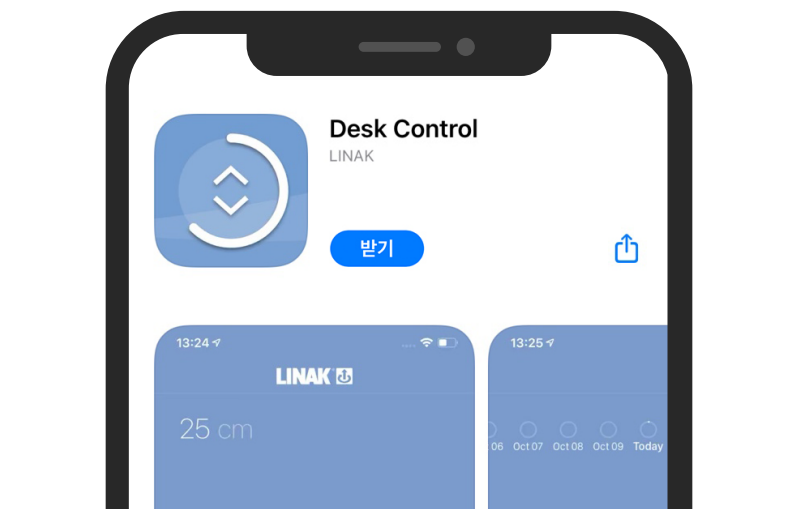 Desk Control
LINAK
받기
13:24
LINAK
25 cm
13:25
06 Oct 07 Oct 08 Oct 09 Today